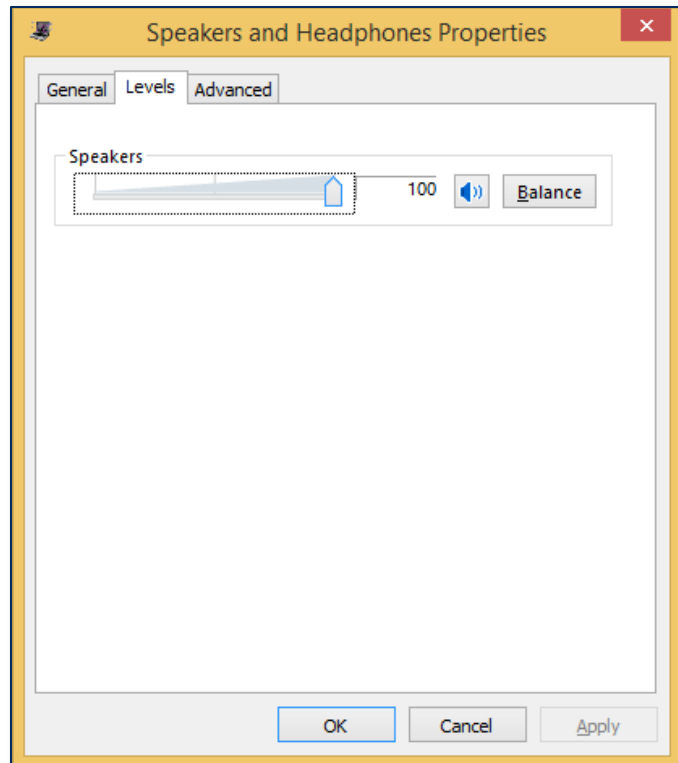 Speakers and Headphones Properties
General Levels Advanced
Speakers
100 Balance
OK Cancel Apply